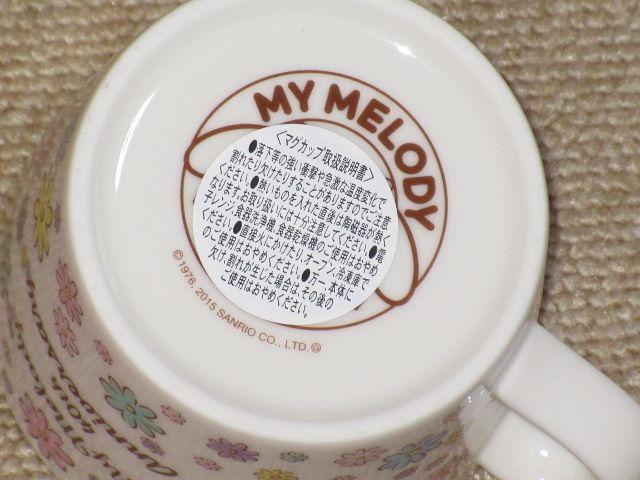 MY MELODY
<マグカップ取扱説明書>
●落下等の強い衝撃や急激な温度変化で
割れたり欠けたりすることがありますのでご注意
ください。●熱いものを入れた直後は陶磁器が熱く
なります。お取り扱いには十分注意してください。●電
子レンジ、食器洗浄機、食器乾燥機のご使用はおやめ
ください。●直接火にかけたり、オーブン、冷凍庫で
のご使用はおやめください。●万一、本体に
欠け、割れが生じた場合は、その後の
ご使用はおやめください。
©1976, 2015 SANRIO CO., LTD.